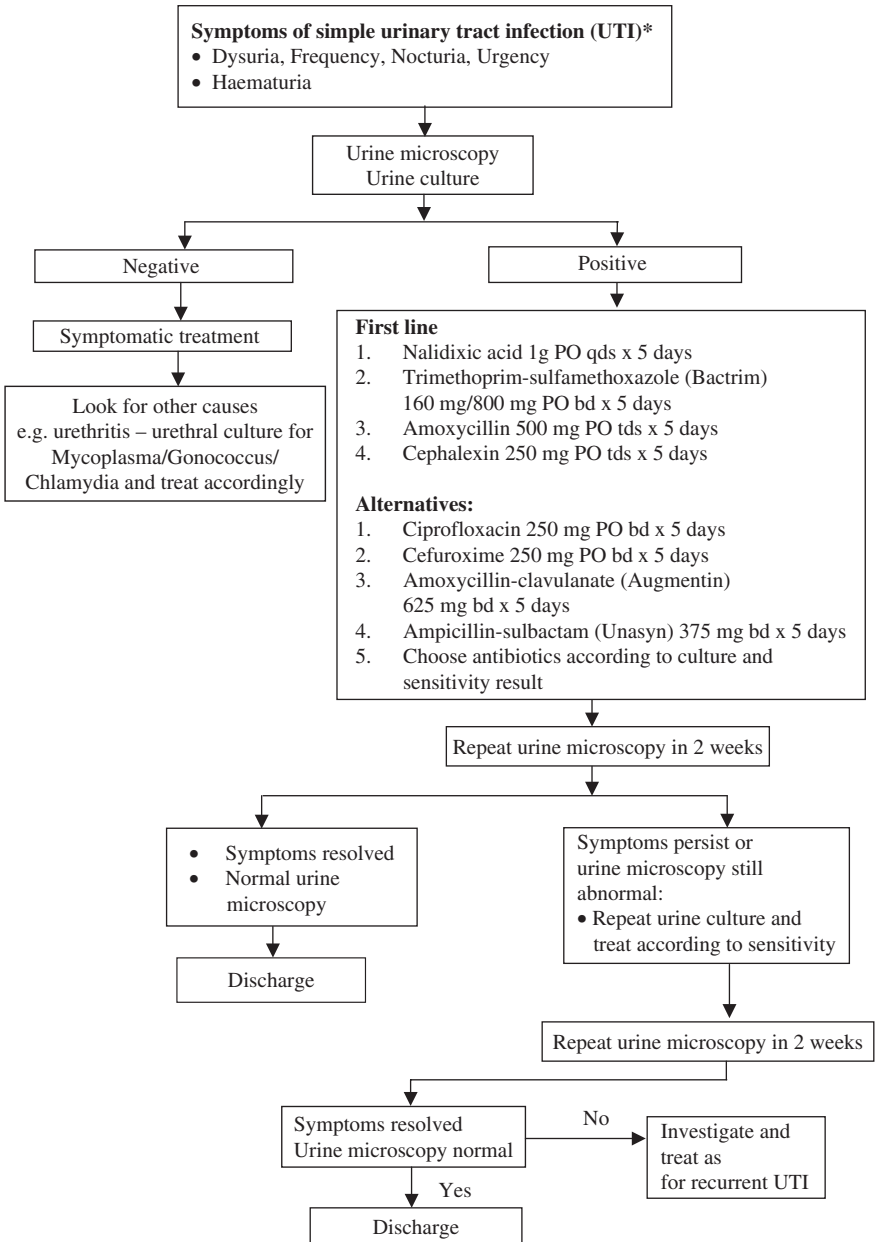 Symptoms of simple urinary tract infection (UTI)*
• Dysuria, Frequency, Nocturia, Urgency
• Haematuria
Urine microscopy
Urine culture
Negative
Positive
Symptomatic treatment
Look for other causes
e.g. urethritis – urethral culture for
Mycoplasma/Gonococcus/
Chlamydia and treat accordingly
First line
1. Nalidixic acid 1g PO qds x 5 days
2. Trimethoprim-sulfamethoxazole (Bactrim)
160 mg/800 mg PO bd x 5 days
3. Amoxycillin 500 mg PO tds x 5 days
4. Cephalexin 250 mg PO tds x 5 days
Alternatives:
1. Ciprofloxacin 250 mg PO bd x 5 days
2. Cefuroxime 250 mg PO bd x 5 days
3. Amoxycillin-clavulanate (Augmentin)
625 mg bd x 5 days
4. Ampicillin-sulbactam (Unasyn) 375 mg bd x 5 days
5. Choose antibiotics according to culture and
sensitivity result
Repeat urine microscopy in 2 weeks
• Symptoms resolved
• Normal urine
microscopy
Discharge
Symptoms persist or
urine microscopy still
abnormal:
• Repeat urine culture and
treat according to sensitivity
Repeat urine microscopy in 2 weeks
Symptoms resolved
Urine microscopy normal
No
Investigate and
treat as
for recurrent UTI
Yes
Discharge